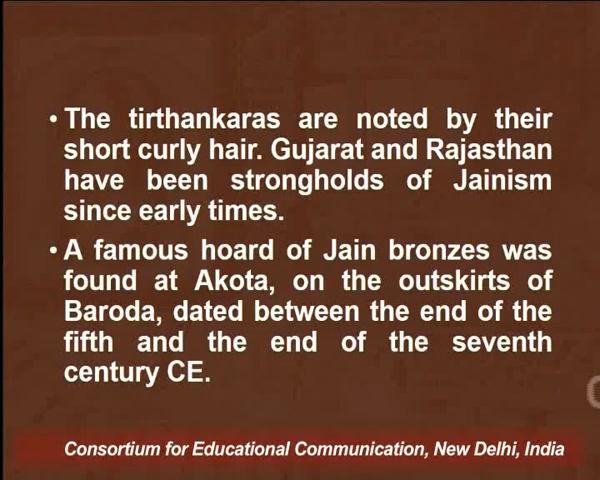 • The tirthankaras are noted by their
short curly hair. Gujarat and Rajasthan
have been strongholds of Jainism
since early times.
• A famous hoard of Jain bronzes was
found at Akota, on the outskirts of
Baroda, dated between the end of the
fifth and the end of the seventh
century CE.
Consortium for Educational Communication, New Delhi, India